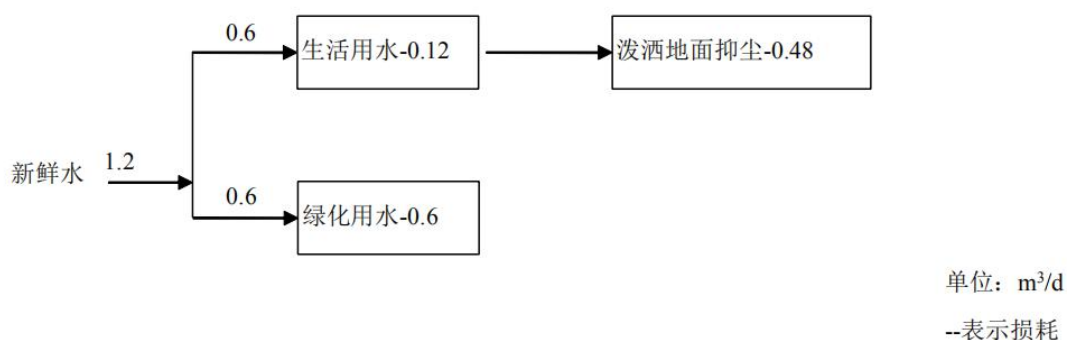 0.6
生活用水-0.12
泼洒地面抑尘-0.48
新鲜水
1.2
0.6
绿化用水-0.6
单位：m³/d
--表示损耗